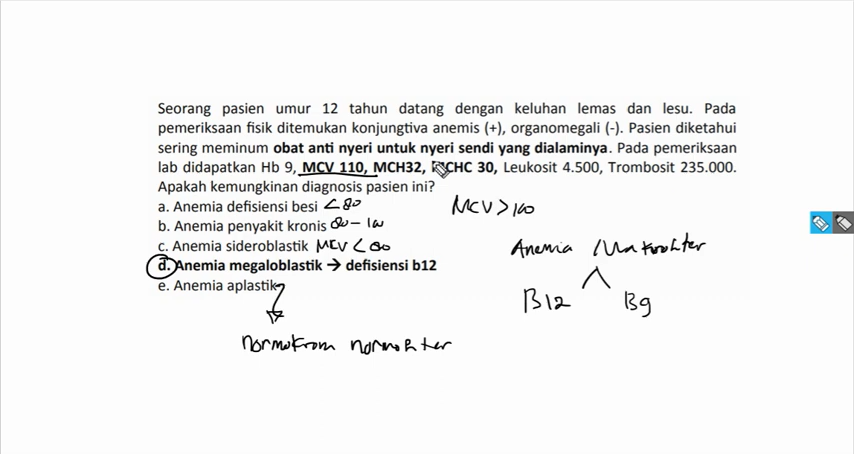 Seorang pasien umur 12 tahun datang dengan keluhan lemas dan lesu. Pada
pemeriksaan fisik ditemukan konjungtiva anemis (+), organomegali (-). Pasien diketahui
sering meminum obat anti nyeri untuk nyeri sendi yang dialaminya. Pada pemeriksaan
lab didapatkan Hb 9, MCV 110, MCH32, MCHC 30, Leukosit 4.500, Trombosit 235.000.
Apakah kemungkinan diagnosis pasien ini?
a. Anemia defisiensi besi < 80
MCV > 100
b. Anemia penyakit kronis 80 - 100
c. Anemia sideroblastik MCV < 80
Anemia Makrositer
d. Anemia megaloblastik → defisiensi b12
e. Anemia aplastik
B12 B9
normokrom normositer